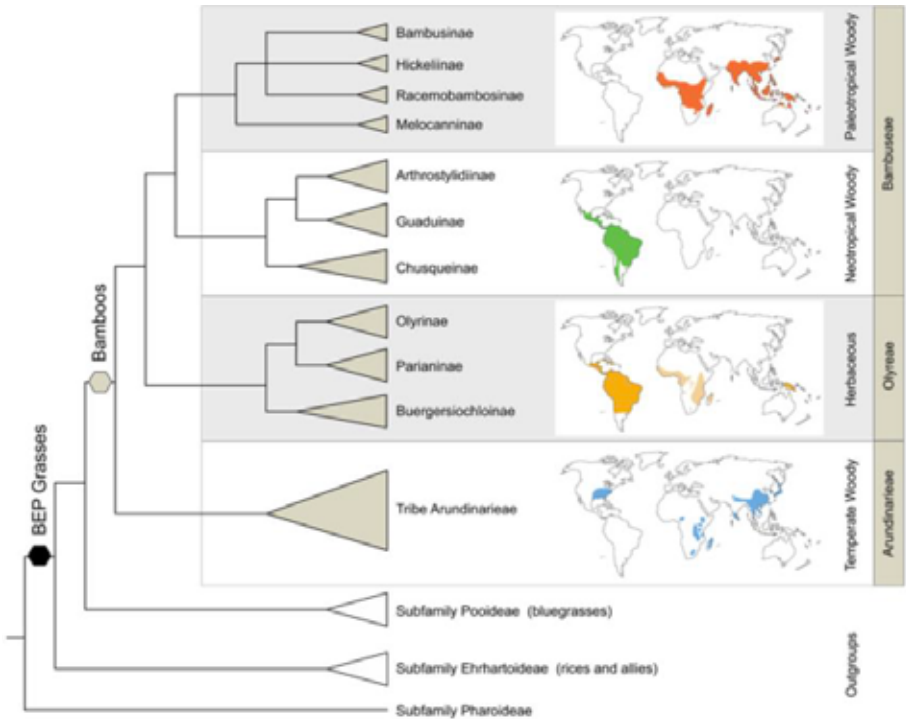 Bambusinae
Hickeliinae
Racemobambosinae
Melocanninae
Paleotropical Woody
Arthrostylidiinae
Guaduinae
Chusqueinae
Neotropical Woody
Bambuseae
Bamboos
Olyrinae
Parianinae
Buergersiochloinae
Herbaceous
Olyreae
BEP Grasses
Tribe Arundinarieae
Temperate Woody
Arundinarieae
Subfamily Pooideae (bluegrasses)
Subfamily Ehrhartoideae (rices and allies)
Subfamily Pharoideae
Outgroups